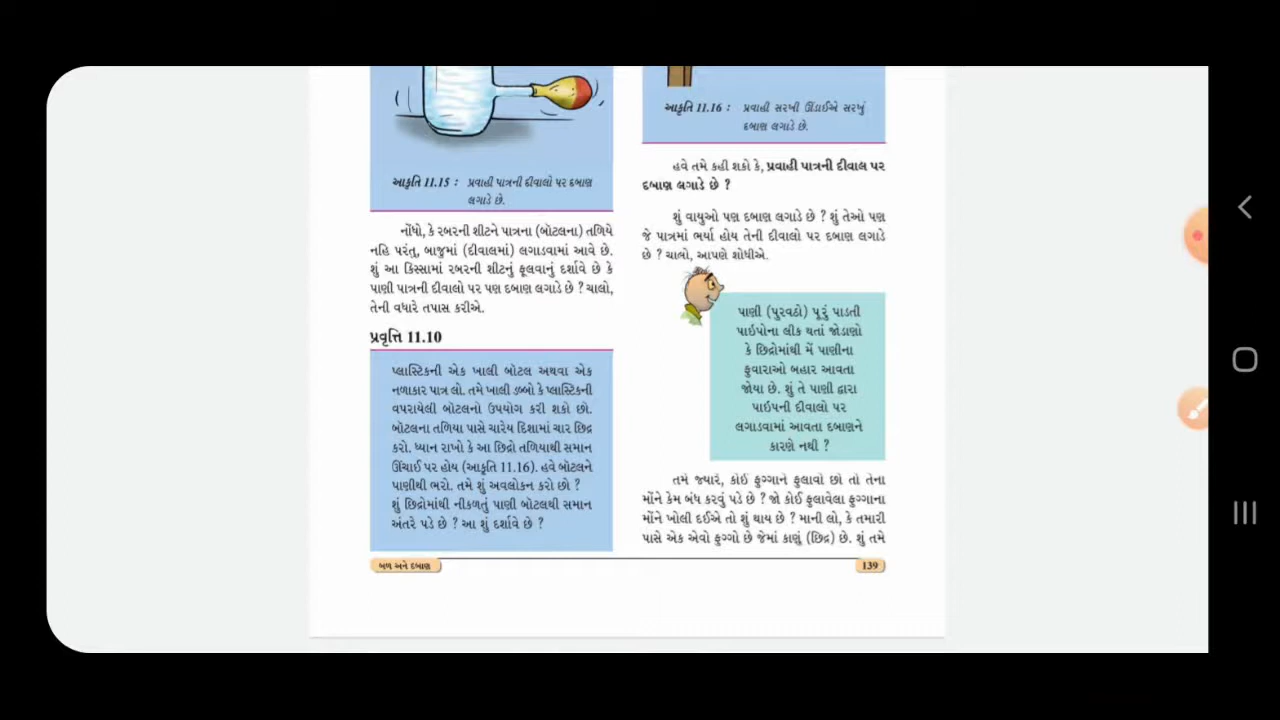 આકૃતિ 11.15 : પ્રવાહી પાત્રની દીવાલો પર દબાણ
લગાડે છે.
નોંધો, કે રબરની શીટને પાત્રના (બોટલના) તળિયે
નહિ પરંતુ, બાજુમાં (દીવાલમાં) લગાડવામાં આવે છે.
શું આ કિસ્સામાં રબરની શીટનું ફૂલવાનું દર્શાવે છે કે
પાણી પાત્રની દીવાલો પર પણ દબાણ લગાડે છે ? ચાલો,
તેની વધારે તપાસ કરીએ.
પ્રવૃત્તિ 11.10
પ્લાસ્ટિકની એક ખાલી બોટલ અથવા એક
નળાકાર પાત્ર લો. તમે ખાલી ડબ્બો કે પ્લાસ્ટિકની
વપરાયેલી બૉટલનો ઉપયોગ કરી શકો છો.
બૉટલના તળિયા પાસે ચારેય દિશામાં ચાર છિદ્ર
કરો. ધ્યાન રાખો કે આ છિદ્રો તળિયાથી સમાન
ઊંચાઈ પર હોય (આકૃતિ 11.16). હવે બૉટલને
પાણીથી ભરો. તમે શું અવલોકન કરો છો ?
શું છિદ્રોમાંથી નીકળતું પાણી બૉટલથી સમાન
અંતરે પડે છે ? આ શું દર્શાવે છે ?
બળ અને દબાણ
આકૃતિ 11.16 : પ્રવાહી સરખી ઊંડાઈએ સરખું
દબાણ લગાડે છે.
હવે તમે કહી શકો કે, પ્રવાહી પાત્રની દીવાલ પર
દબાણ લગાડે છે ?
શું વાયુઓ પણ દબાણ લગાડે છે ? શું તેઓ પણ
જે પાત્રમાં ભર્યા હોય તેની દીવાલો પર દબાણ લગાડે
છે ? ચાલો, આપણે શોધીએ.
પાણી (પુરવઠો) પૂરું પાડતી
પાઇપોના લીક થતાં જોડાણો
કે છિદ્રોમાંથી મેં પાણીના
ફુવારાઓ બહાર આવતા
જોયા છે. શું તે પાણી દ્વારા
પાઇપની દીવાલો પર
લગાડવામાં આવતા દબાણને
કારણે નથી ?
તમે જ્યારે, કોઈ ફુગ્ગાને ફુલાવો છો તો તેના
મોંને કેમ બંધ કરવું પડે છે ? જો કોઈ ફુલાવેલા ફુગ્ગાના
મોંને ખોલી દઈએ તો શું થાય છે ? માની લો, કે તમારી
પાસે એક એવો ફુગ્ગો છે જેમાં કાણું (છિદ્ર) છે. શું તમે
139